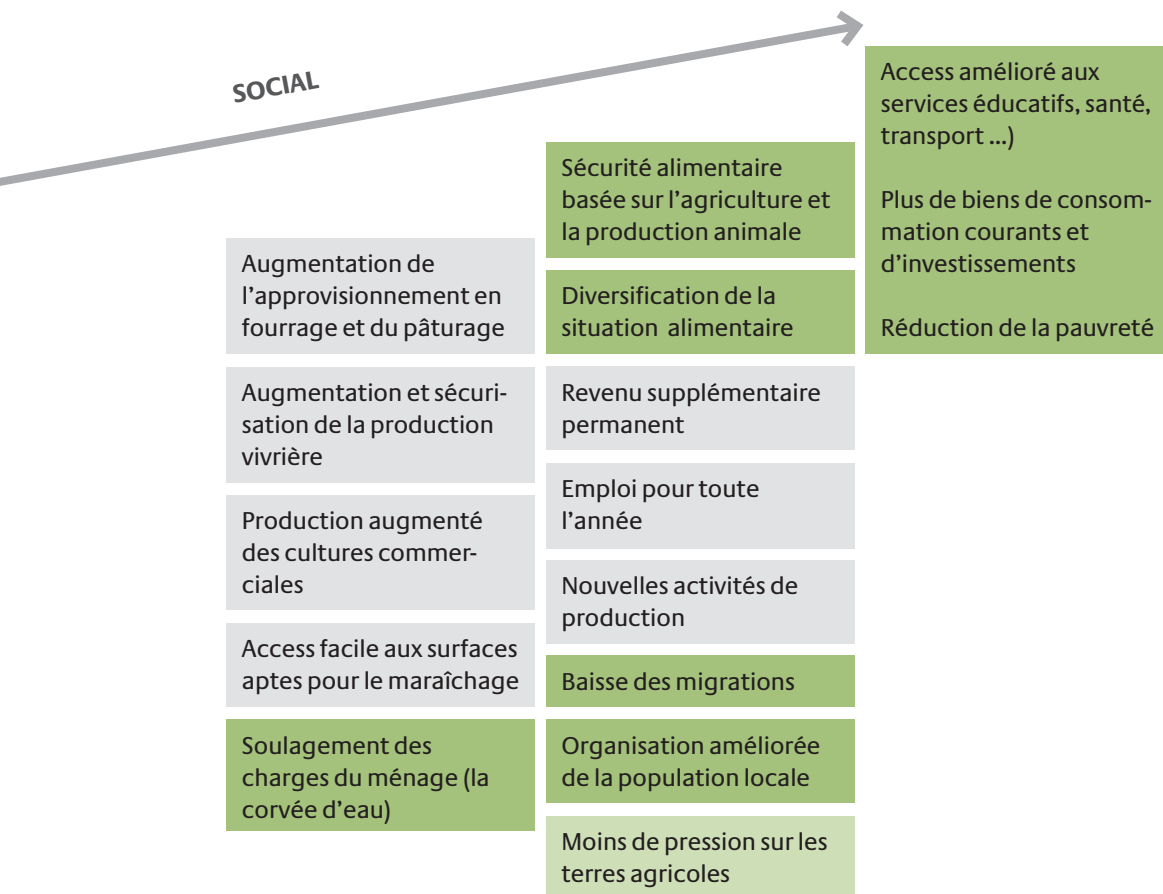 SOCIAL
Augmentation de
l'approvisionnement en
fourrage et du pâturage
Augmentation et sécuri-
sation de la production
vivrière
Production augmenté
des cultures commer-
ciales
Access facile aux surfaces
aptes pour le maraîchage
Soulagement des
charges du ménage (la
corvée d'eau)
Sécurité alimentaire
basée sur l'agriculture et
la production animale
Diversification de la
situation alimentaire
Revenu supplémentaire
permanent
Emploi pour toute
l'année
Nouvelles activités de
production
Baisse des migrations
Organisation améliorée
de la population locale
Moins de pression sur les
terres agricoles
Access amélioré aux
services éducatifs, santé,
transport ...)
Plus de biens de consom-
mation courants et
d'investissements
Réduction de la pauvreté